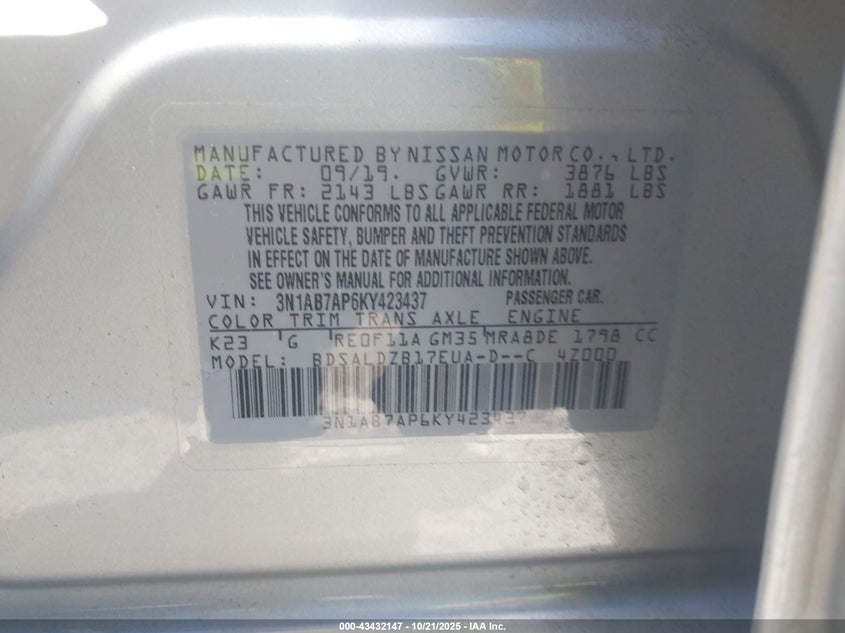 MANUFACTURED BY NISSAN MOTOR CO., LTD.
DATE: 09/19. GVWR: 3876 LBS
GAWR FR: 2143 LBS GAWR RR: 1881 LBS
THIS VEHICLE CONFORMS TO ALL APPLICABLE FEDERAL MOTOR
VEHICLE SAFETY, BUMPER AND THEFT PREVENTION STANDARDS
IN EFFECT ON THE DATE OF MANUFACTURE SHOWN ABOVE.
SEE OWNER'S MANUAL FOR ADDITIONAL INFORMATION.
VIN: 3N1AB7AP6KY423437 PASSENGER CAR.
COLOR TRIM TRANS AXLE ENGINE
K23 G RE0F11A GM35 MRA8DE 1798 CC
MODEL: BDSALDZB17EUA-D--C 4Z000
3N1AB7AP6KY423437
000-43432147 - 10/21/2025 - IAA Inc.